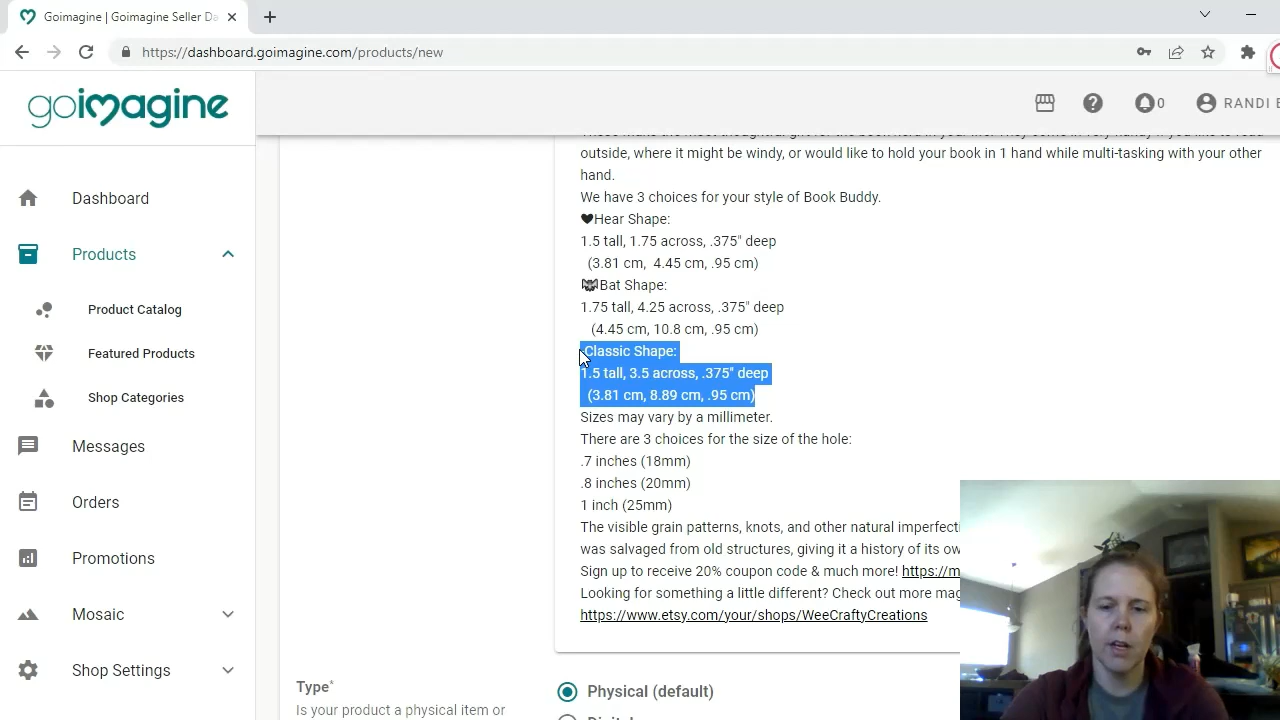 Goimagine | Goimagine Seller Da
https://dashboard.goimagine.com/products/new
goimagine
0
RANDI
Dashboard
Products
Product Catalog
Featured Products
Shop Categories
Messages
Orders
Promotions
Mosaic
Shop Settings
outside, where it might be windy, or would like to hold your book in 1 hand while multi-tasking with your other
hand.
We have 3 choices for your style of Book Buddy.
🖤Hear Shape:
1.5 tall, 1.75 across, .375" deep
(3.81 cm, 4.45 cm, .95 cm)
🦇Bat Shape:
1.75 tall, 4.25 across, .375" deep
(4.45 cm, 10.8 cm, .95 cm)
Classic Shape:
1.5 tall, 3.5 across, .375" deep
(3.81 cm, 8.89 cm, .95 cm)
Sizes may vary by a millimeter.
There are 3 choices for the size of the hole:
.7 inches (18mm)
.8 inches (20mm)
1 inch (25mm)
The visible grain patterns, knots, and other natural imperfecti
was salvaged from old structures, giving it a history of its ow
Sign up to receive 20% coupon code & much more! https://m
Looking for something a little different? Check out more mag
https://www.etsy.com/your/shops/WeeCraftyCreations
Type*
Is your product a physical item or
Physical (default)